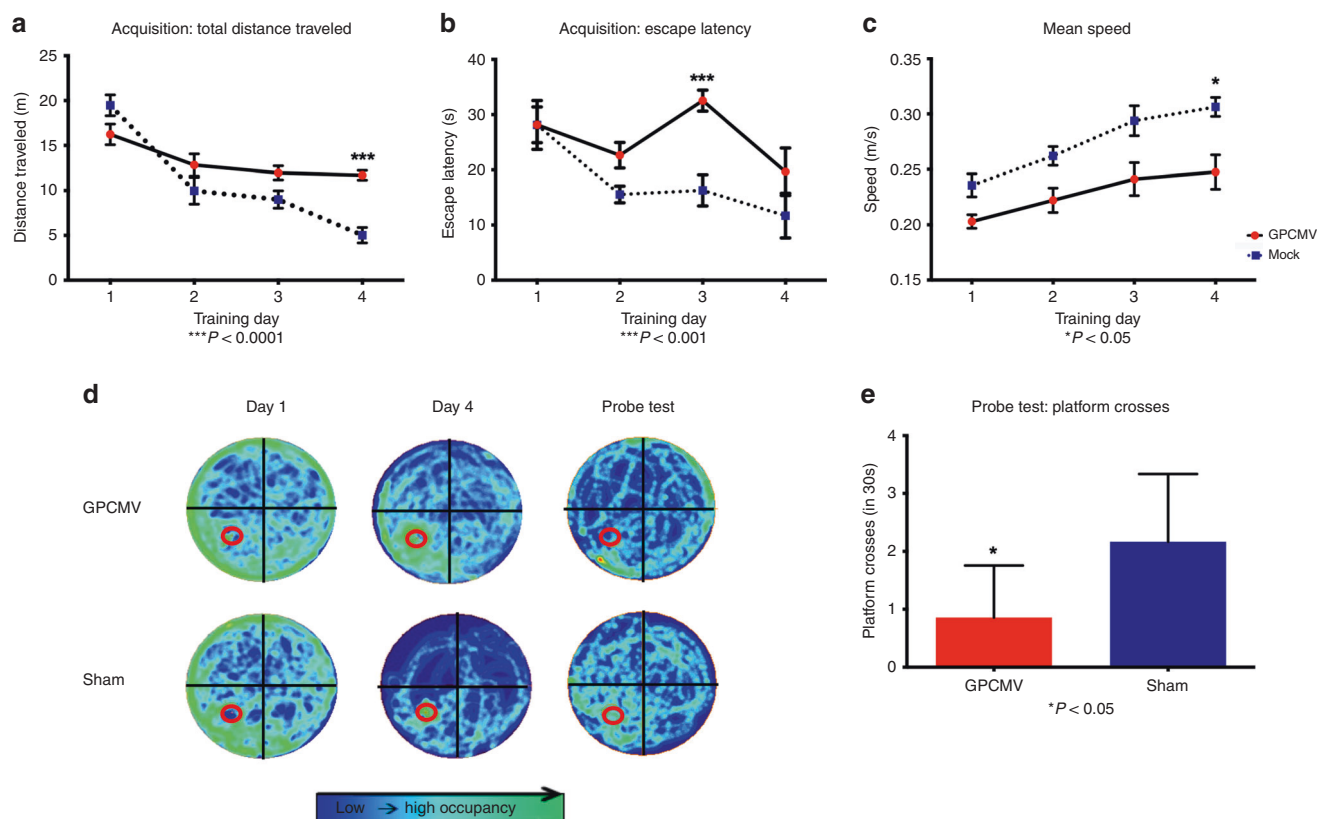 a
Acquisition: total distance traveled
Distance traveled (m)
25
20
15
10
5
0
***
1 2 3 4
Training day
***P < 0.0001
b
Acquisition: escape latency
Escape latency (s)
40
30
20
10
0
***
1 2 3 4
Training day
***P < 0.001
c
Mean speed
Speed (m/s)
0.35
0.30
0.25
0.20
0.15
*
1 2 3 4
Training day
*P < 0.05
GPCMV
Mock
d
Day 1 Day 4 Probe test
GPCMV
Sham
Low → high occupancy
e
Probe test: platform crosses
Platform crosses (in 30s)
4
3
2
1
0
*
GPCMV Sham
*P < 0.05